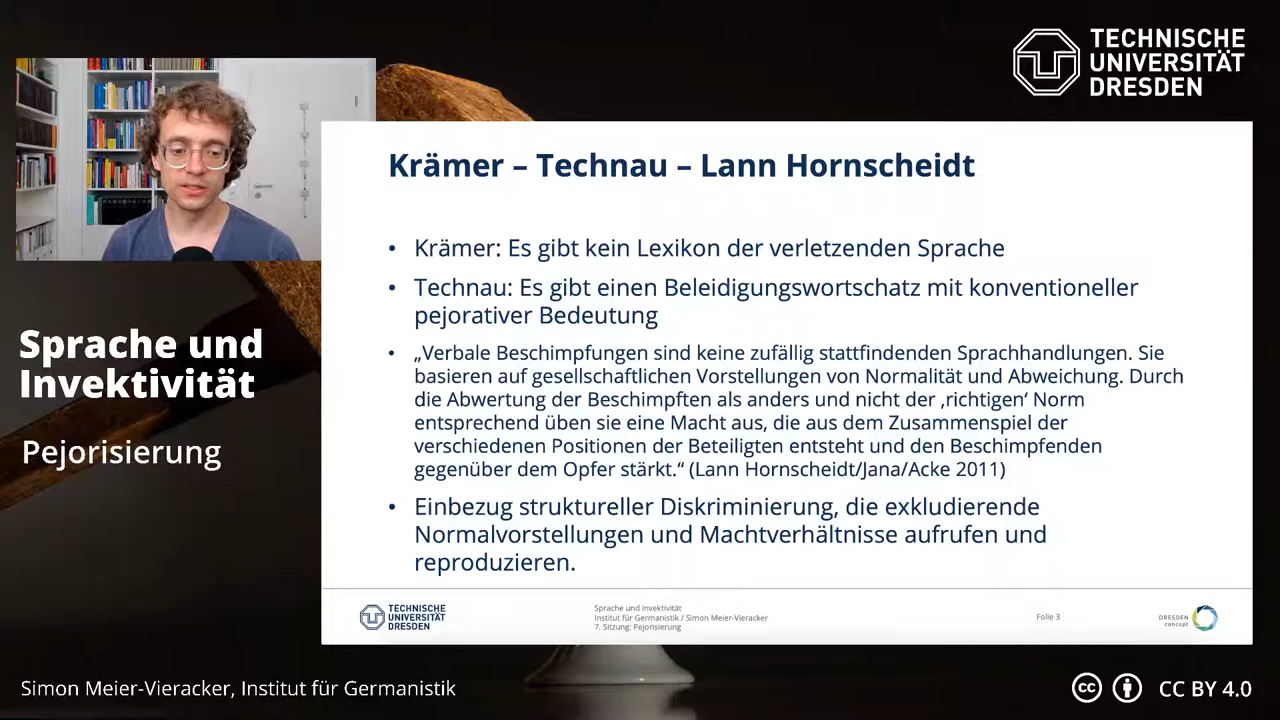 TECHNISCHE
UNIVERSITÄT
DRESDEN
Sprache und
Invektivität
Pejorisierung
Krämer – Technau – Lann Hornscheidt
• Krämer: Es gibt kein Lexikon der verletzenden Sprache
• Technau: Es gibt einen Beleidigungswortschatz mit konventioneller
pejorativer Bedeutung
• „Verbale Beschimpfungen sind keine zufällig stattfindenden Sprachhandlungen. Sie
basieren auf gesellschaftlichen Vorstellungen von Normalität und Abweichung. Durch
die Abwertung der Beschimpften als anders und nicht der ‚richtigen‘ Norm
entsprechend üben sie eine Macht aus, die aus dem Zusammenspiel der
verschiedenen Positionen der Beteiligten entsteht und den Beschimpfenden
gegenüber dem Opfer stärkt.“ (Lann Hornscheidt/Jana/Acke 2011)
• Einbezug struktureller Diskriminierung, die exkludierende
Normalvorstellungen und Machtverhältnisse aufrufen und
reproduzieren.
TECHNISCHE
UNIVERSITÄT
DRESDEN
Sprache und Invektivität
Institut für Germanistik / Simon Meier-Vieracker
7. Sitzung: Pejorisierung
Folie 3
DRESDEN
concept
Simon Meier-Vieracker, Institut für Germanistik
cc CC BY 4.0